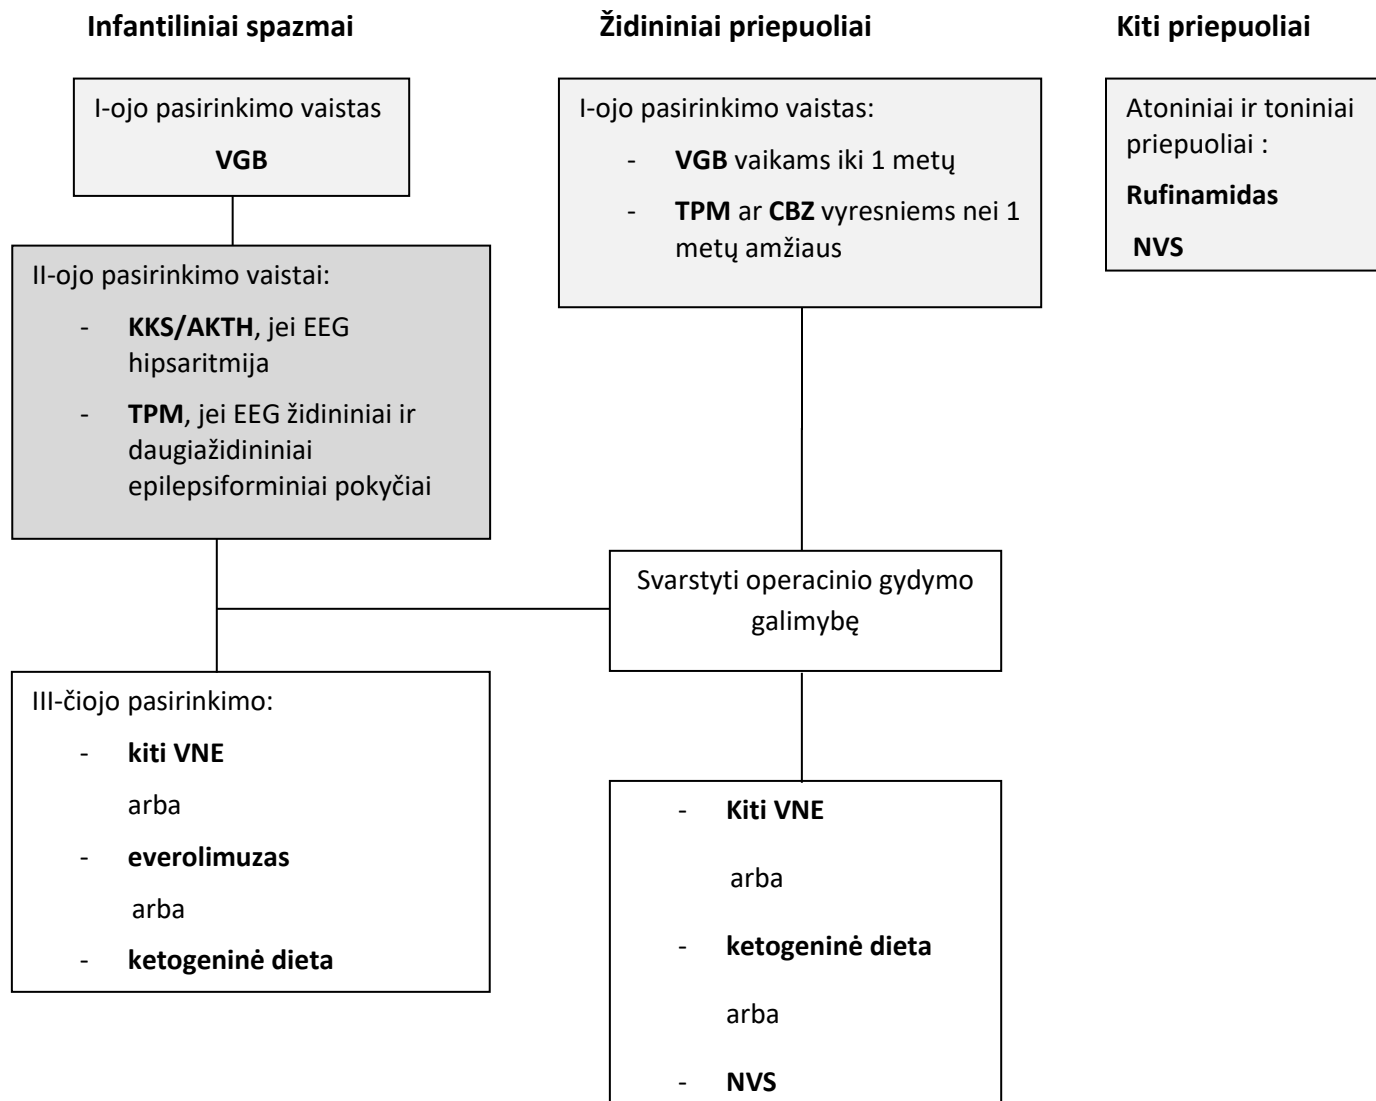 Infantiliniai spazmai
I-ojo pasirinkimo vaistas
VGB
II-ojo pasirinkimo vaistai:
- KKS/AKTH, jei EEG
hipsaritmija
- TPM, jei EEG židininiai ir
daugiažidininiai
epilepsiforminiai pokyčiai
III-čiojo pasirinkimo:
- kiti VNE
arba
- everolimuzas
arba
- ketogeninė dieta
Židininiai priepuoliai
I-ojo pasirinkimo vaistas:
- VGB vaikams iki 1 metų
- TPM ar CBZ vyresniems nei 1
metų amžiaus
Svarstyti operacinio gydymo
galimybę
- Kiti VNE
arba
- ketogeninė dieta
arba
- NVS
Kiti priepuoliai
Atoniniai ir toniniai
priepuoliai :
Rufinamidas
NVS